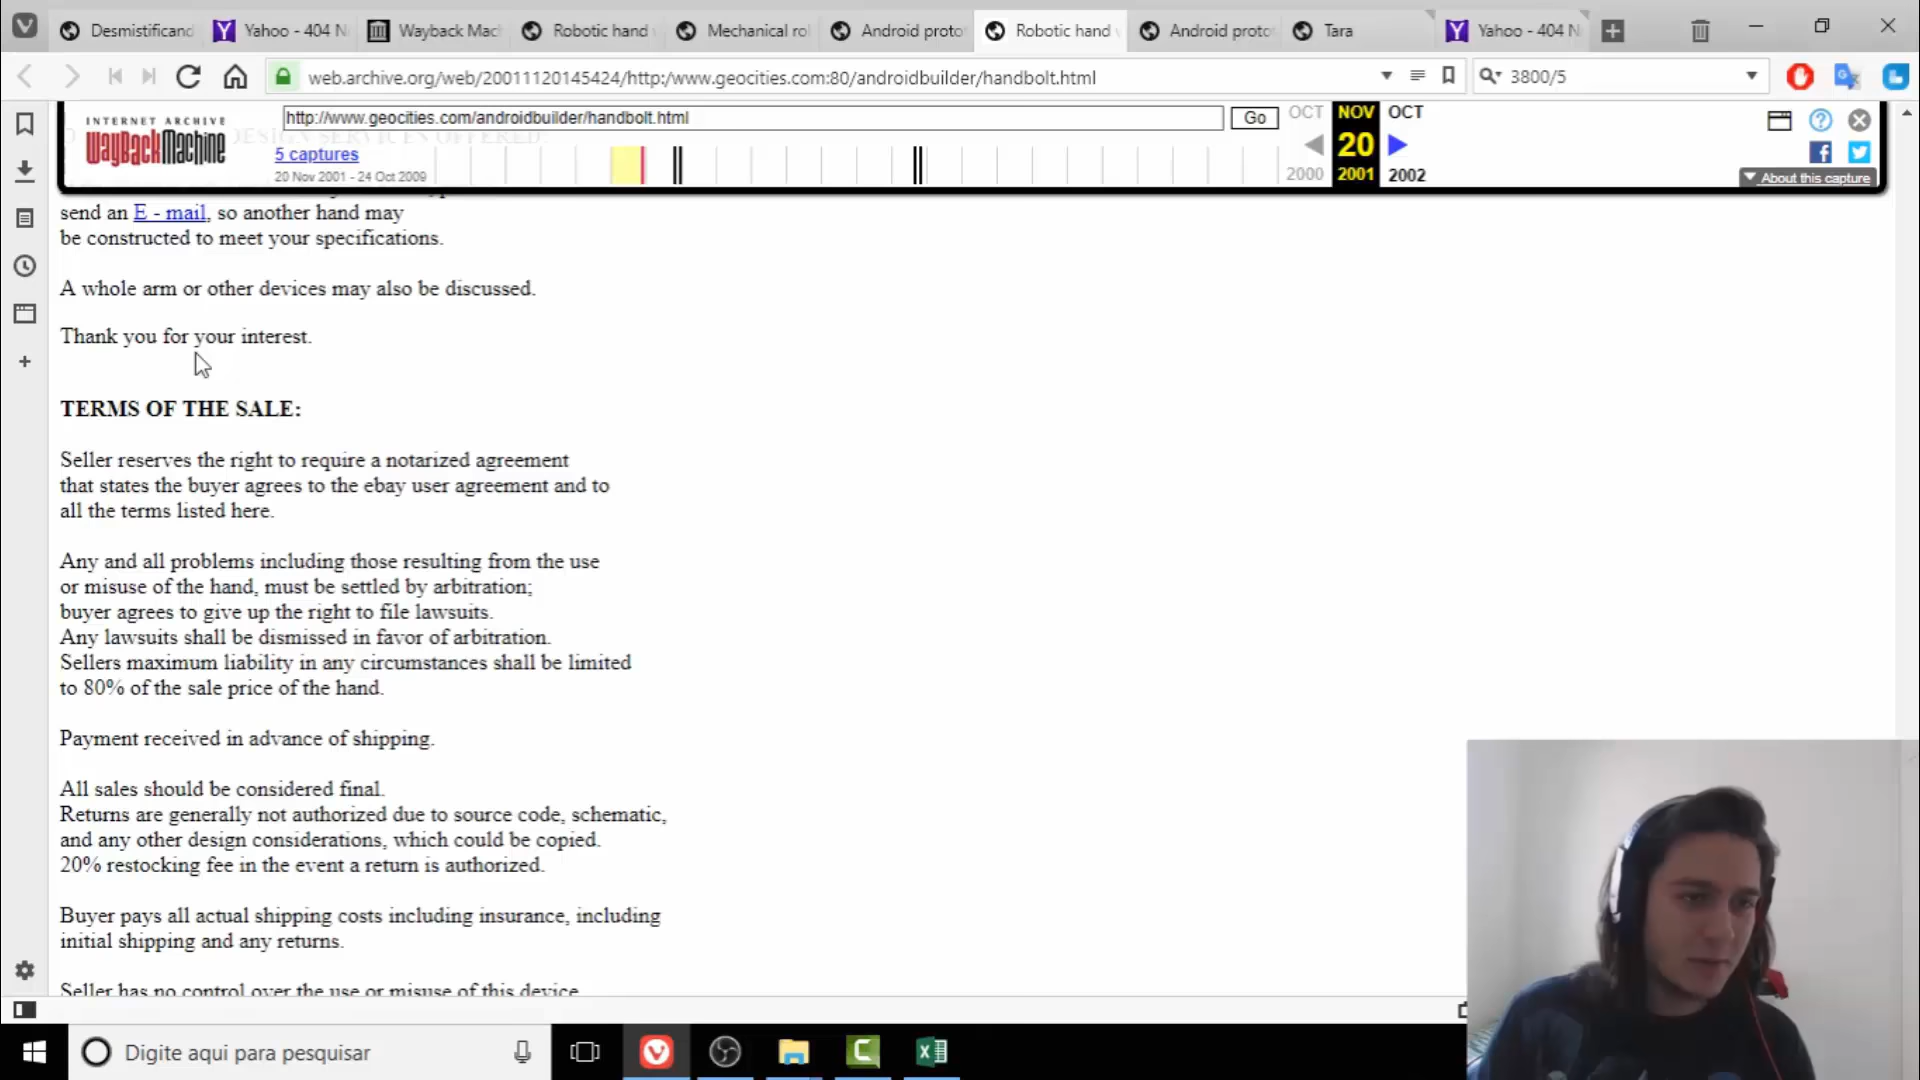 Desmistificand
Yahoo - 404 N
Wayback Mac
Robotic hand
Mechanical ro
Android proto
Robotic hand
Android proto
Tara
Yahoo - 404 N
web.archive.org/web/20011120145424/http:/www.geocities.com:80/androidbuilder/handbolt.html
3800/5
INTERNET ARCHIVE
WayBackMachine
http://www.geocities.com/androidbuilder/handbolt.html
Go
OCT
NOV
OCT
DESIGN SERVICES OFFERED:
5 captures
20
20 Nov 2001 - 24 Oct 2009
2000
2001
2002
About this capture
send an E - mail, so another hand may
be constructed to meet your specifications.
A whole arm or other devices may also be discussed.
Thank you for your interest.
TERMS OF THE SALE:
Seller reserves the right to require a notarized agreement
that states the buyer agrees to the ebay user agreement and to
all the terms listed here.
Any and all problems including those resulting from the use
or misuse of the hand, must be settled by arbitration;
buyer agrees to give up the right to file lawsuits.
Any lawsuits shall be dismissed in favor of arbitration.
Sellers maximum liability in any circumstances shall be limited
to 80% of the sale price of the hand.
Payment received in advance of shipping.
All sales should be considered final.
Returns are generally not authorized due to source code, schematic,
and any other design considerations, which could be copied.
20% restocking fee in the event a return is authorized.
Buyer pays all actual shipping costs including insurance, including
initial shipping and any returns.
Seller has no control over the use or misuse of this device
Digite aqui para pesquisar